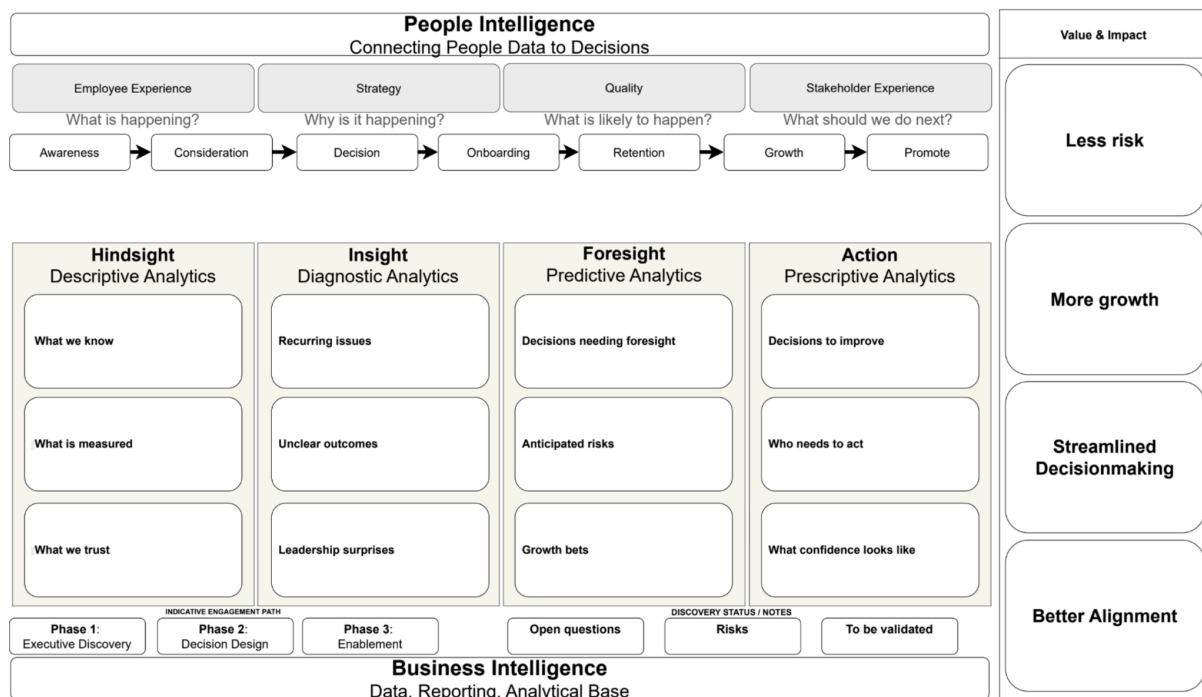 People Intelligence
Connecting People Data to Decisions
Value & Impact
Employee Experience
Strategy
Quality
Stakeholder Experience
What is happening?
Why is it happening?
What is likely to happen?
What should we do next?
Awareness
Consideration
Decision
Onboarding
Retention
Growth
Promote
Less risk
More growth
Streamlined
Decisionmaking
Better Alignment
Hindsight
Descriptive Analytics
What we know
What is measured
What we trust
Insight
Diagnostic Analytics
Recurring issues
Unclear outcomes
Leadership surprises
Foresight
Predictive Analytics
Decisions needing foresight
Anticipated risks
Growth bets
Action
Prescriptive Analytics
Decisions to improve
Who needs to act
What confidence looks like
INDICATIVE ENGAGEMENT PATH
Phase 1:
Executive Discovery
Phase 2:
Decision Design
Phase 3:
Enablement
DISCOVERY STATUS / NOTES
Open questions
Risks
To be validated
Business Intelligence
Data, Reporting, Analytical Base